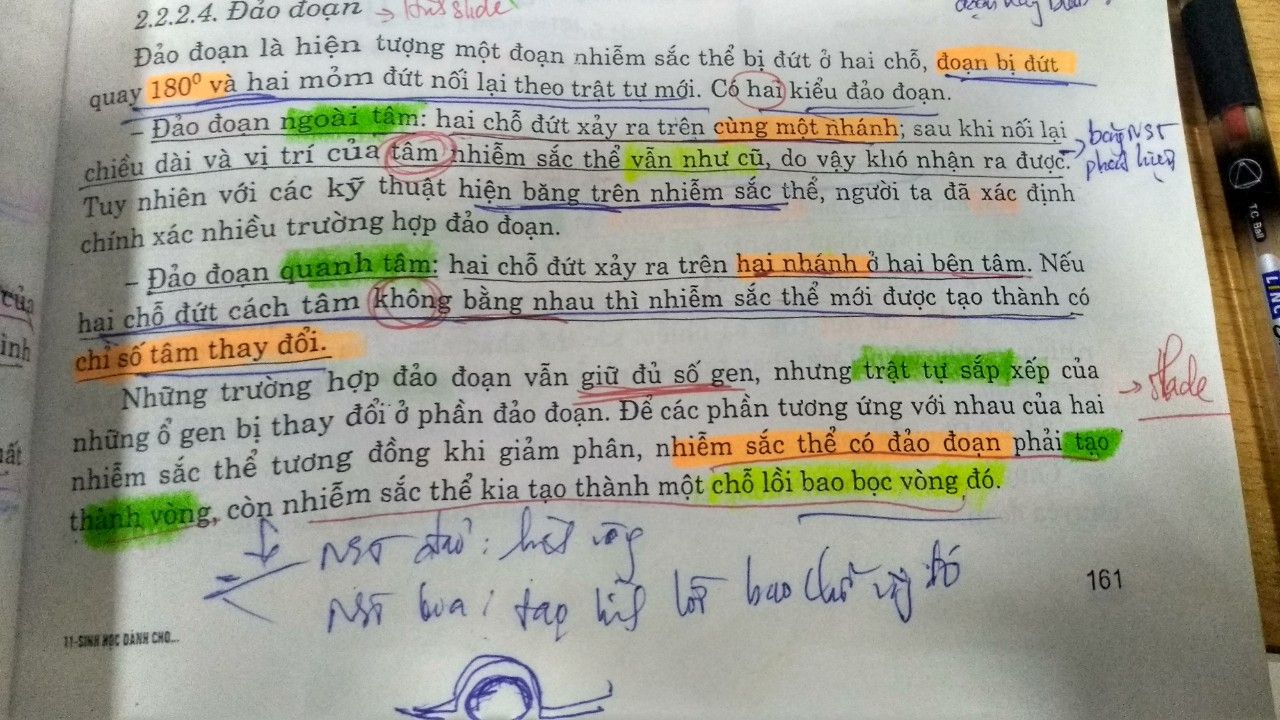 2.2.2.4. Đảo đoạn → slide
Đảo đoạn là hiện tượng một đoạn nhiễm sắc thể bị đứt ở hai chỗ, đoạn bị đứt
quay 180⁰ và hai mỏm đứt nối lại theo trật tự mới. Có hai kiểu đảo đoạn.
– Đảo đoạn ngoài tâm: hai chỗ đứt xảy ra trên cùng một nhánh; sau khi nối lại
chiều dài và vị trí của tâm nhiễm sắc thể vẫn như cũ, do vậy khó nhận ra được.
→ băng NST
phát hiện
Tuy nhiên với các kỹ thuật hiện băng trên nhiễm sắc thể, người ta đã xác định
chính xác nhiều trường hợp đảo đoạn.
– Đảo đoạn quanh tâm: hai chỗ đứt xảy ra trên hai nhánh ở hai bên tâm. Nếu
hai chỗ đứt cách tâm không bằng nhau thì nhiễm sắc thể mới được tạo thành có
chỉ số tâm thay đổi.
Những trường hợp đảo đoạn vẫn giữ đủ số gen, nhưng trật tự sắp xếp của
→ slide
những ổ gen bị thay đổi ở phần đảo đoạn. Để các phần tương ứng với nhau của hai
nhiễm sắc thể tương đồng khi giảm phân, nhiễm sắc thể có đảo đoạn phải tạo
thành vòng, còn nhiễm sắc thể kia tạo thành một chỗ lồi bao bọc vòng đó.
NST đảo: vòng
NST kia: tạo lồi bao vòng đó
161
11-SINH HỌC DÀNH CHO...
của
inh
ất
TC Ball
LINE